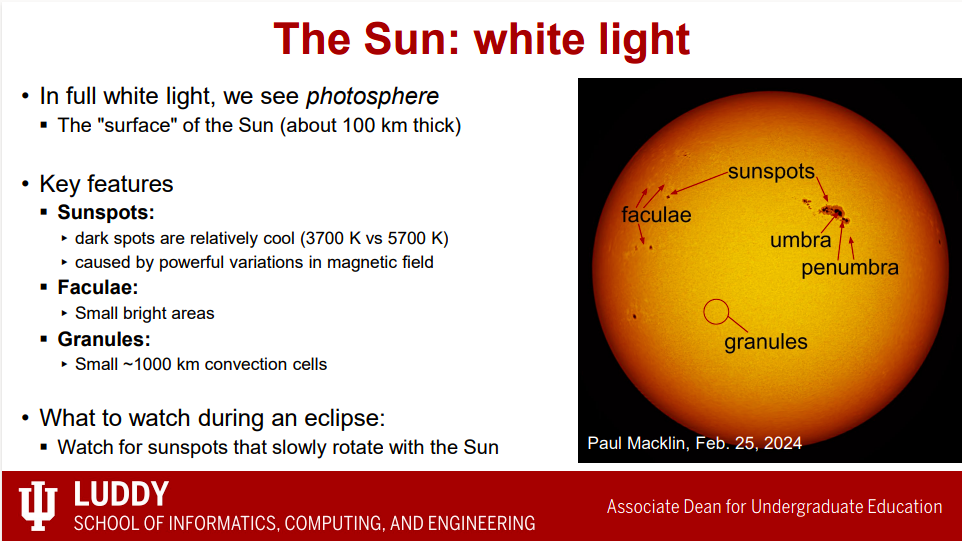 The Sun: white light
• In full white light, we see photosphere
▪ The "surface" of the Sun (about 100 km thick)
• Key features
▪ Sunspots:
‣ dark spots are relatively cool (3700 K vs 5700 K)
‣ caused by powerful variations in magnetic field
▪ Faculae:
‣ Small bright areas
▪ Granules:
‣ Small ~1000 km convection cells
• What to watch during an eclipse:
▪ Watch for sunspots that slowly rotate with the Sun
sunspots
faculae
umbra
penumbra
granules
Paul Macklin, Feb. 25, 2024
LUDDY
SCHOOL OF INFORMATICS, COMPUTING, AND ENGINEERING
Associate Dean for Undergraduate Education